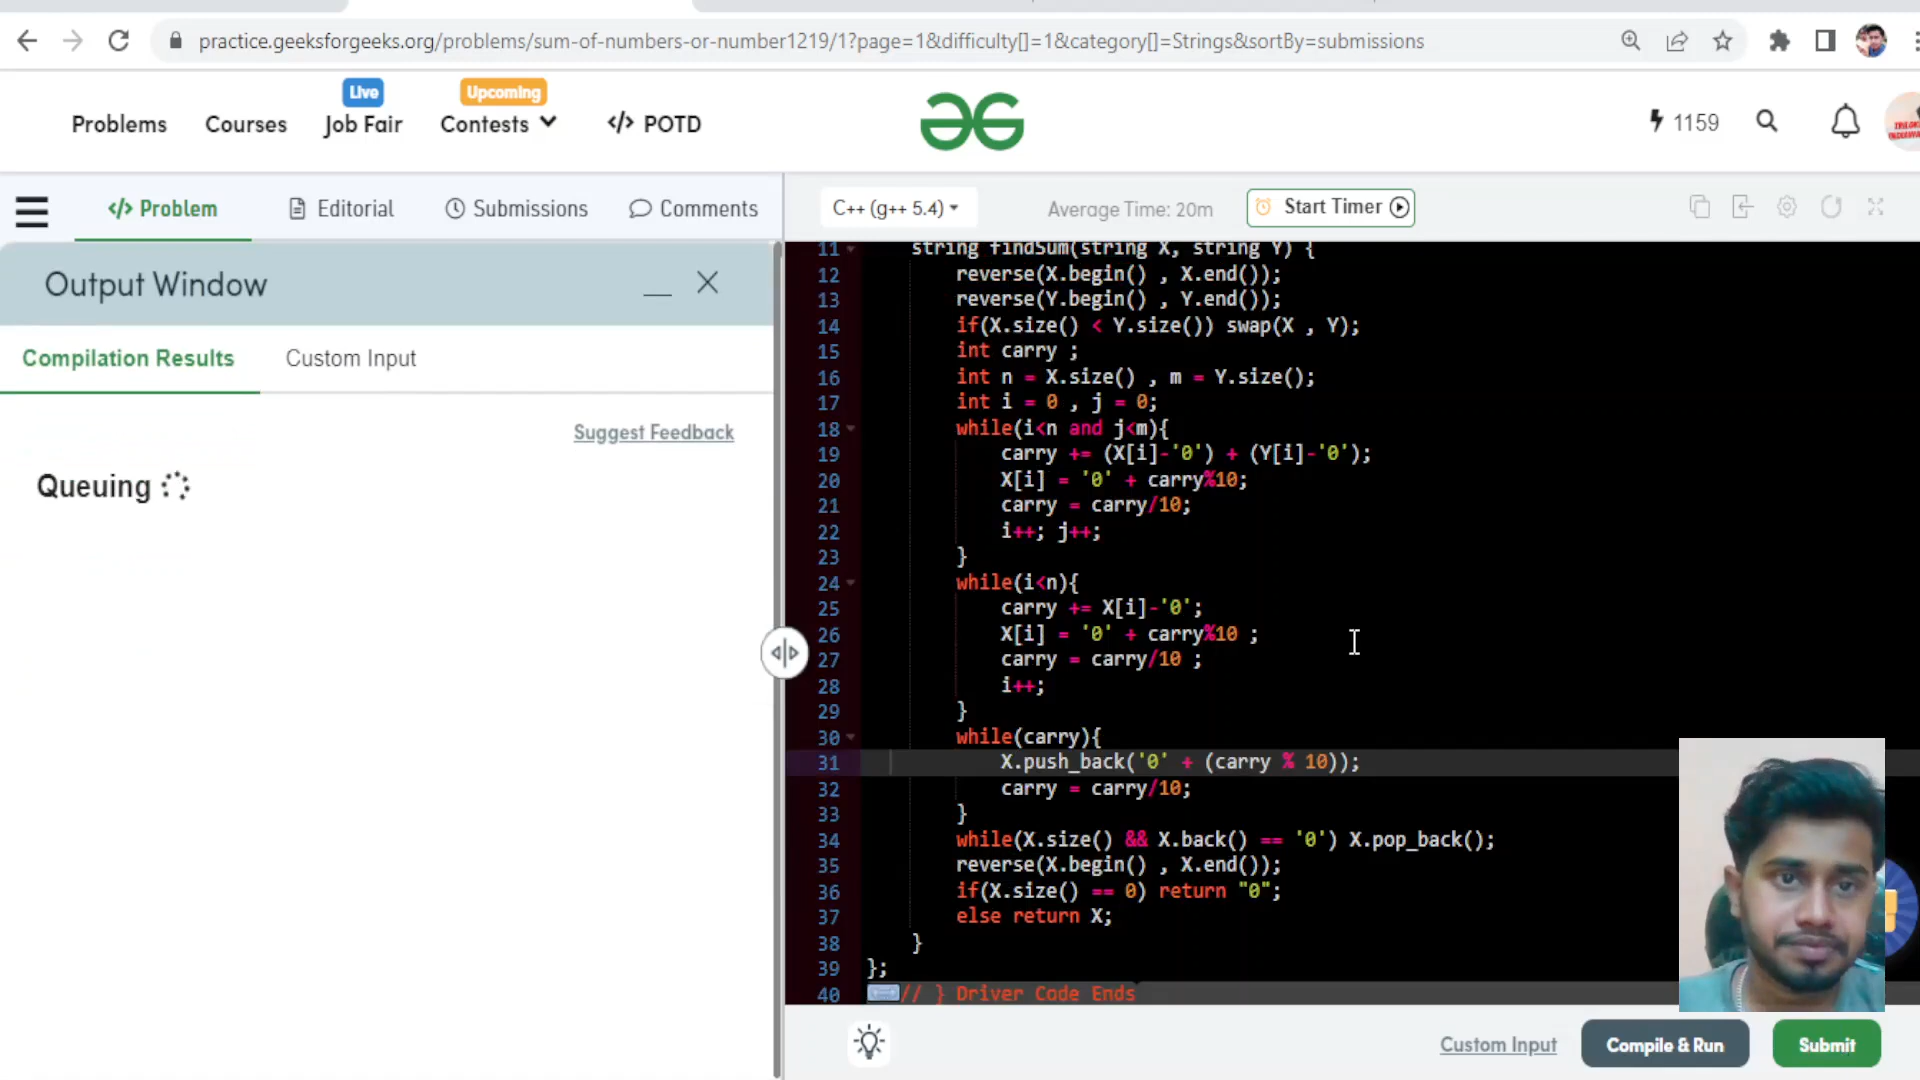 practice.geeksforgeeks.org/problems/sum-of-numbers-or-number1219/1?page=1&difficulty[]=1&category[]=Strings&sortBy=submissions
Live
Upcoming
Problems
Courses
Job Fair
Contests
</> POTD
1159
</> Problem
Editorial
Submissions
Comments
C++ (g++ 5.4)
Average Time: 20m
Start Timer
Output Window
Compilation Results
Custom Input
Suggest Feedback
Queuing
11 string findSum(string X, string Y) {
12 reverse(X.begin() , X.end());
13 reverse(Y.begin() , Y.end());
14 if(X.size() < Y.size()) swap(X , Y);
15 int carry ;
16 int n = X.size() , m = Y.size();
17 int i = 0 , j = 0;
18 while(i<n and j<m){
19 carry += (X[i]-'0') + (Y[i]-'0');
20 X[i] = '0' + carry%10;
21 carry = carry/10;
22 i++; j++;
23 }
24 while(i<n){
25 carry += X[i]-'0';
26 X[i] = '0' + carry%10 ;
27 carry = carry/10 ;
28 i++;
29 }
30 while(carry){
31 X.push_back('0' + (carry % 10));
32 carry = carry/10;
33 }
34 while(X.size() && X.back() == '0') X.pop_back();
35 reverse(X.begin() , X.end());
36 if(X.size() == 0) return "0";
37 else return X;
38 }
39 };
40 // } Driver Code Ends
Custom Input
Compile & Run
Submit